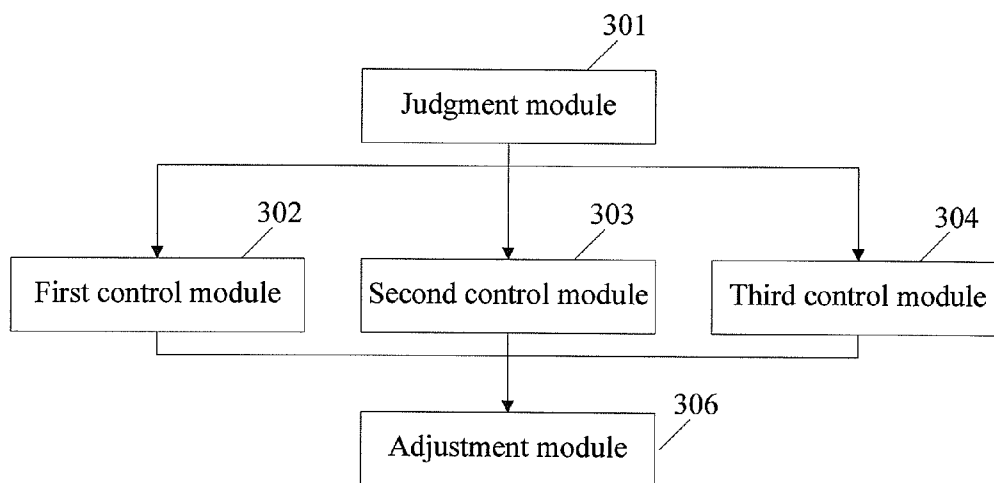 301
Judgment module
302
303
304
First control module
Second control module
Third control module
306
Adjustment module